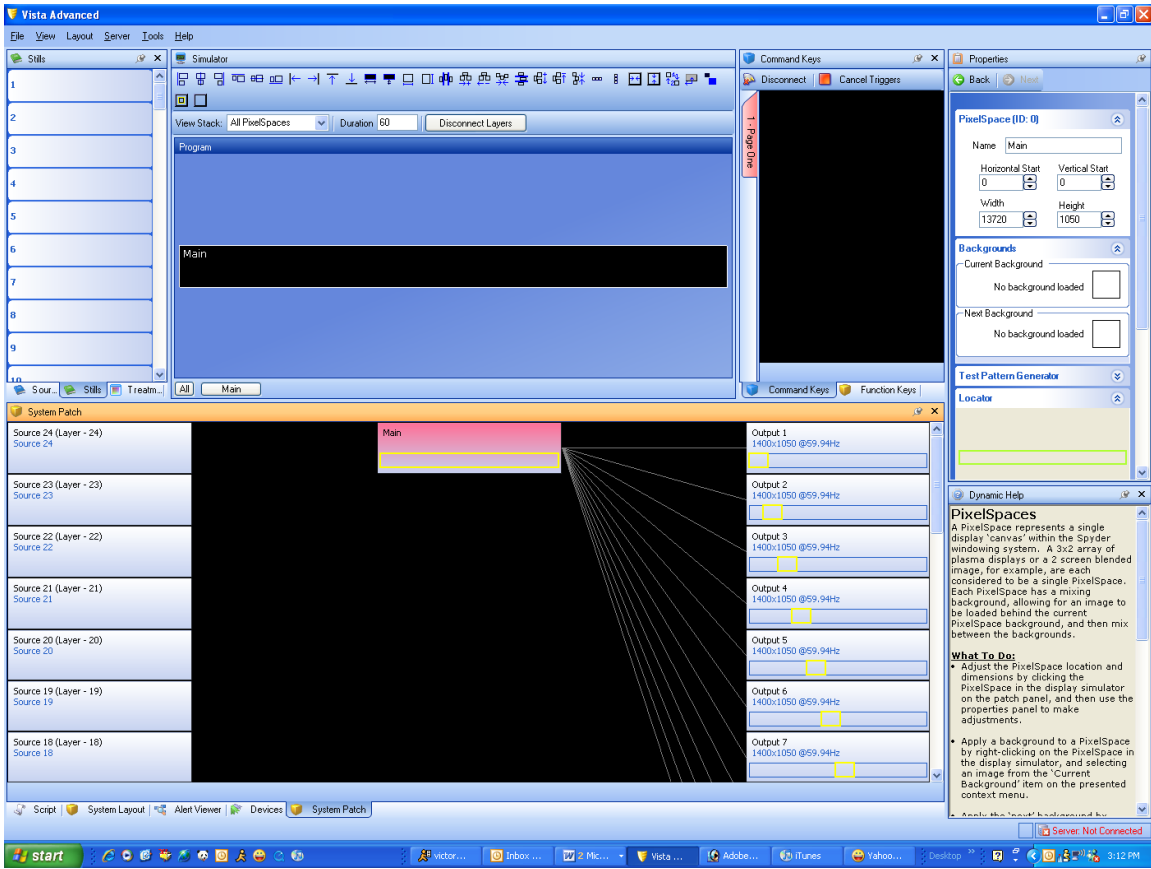 Vista Advanced
File View Layout Server Tools Help
Stills
1
2
3
4
5
6
7
8
9
10
Sour... Stills Treatm...
Simulator
View Stack: All PixelSpaces Duration 60 Disconnect Layers
Program
Main
All Main
Command Keys
Disconnect Cancel Triggers
1 - Page One
Command Keys Function Keys
Properties
Back Next
PixelSpace (ID: 0)
Name Main
Horizontal Start Vertical Start
0 0
Width Height
13720 1050
Backgrounds
Current Background
No background loaded
Next Background
No background loaded
Test Pattern Generator
Locator
System Patch
Source 24 (Layer - 24)
Source 24
Source 23 (Layer - 23)
Source 23
Source 22 (Layer - 22)
Source 22
Source 21 (Layer - 21)
Source 21
Source 20 (Layer - 20)
Source 20
Source 19 (Layer - 19)
Source 19
Source 18 (Layer - 18)
Source 18
Main
Output 1
1400x1050 @59.94Hz
Output 2
1400x1050 @59.94Hz
Output 3
1400x1050 @59.94Hz
Output 4
1400x1050 @59.94Hz
Output 5
1400x1050 @59.94Hz
Output 6
1400x1050 @59.94Hz
Output 7
1400x1050 @59.94Hz
Dynamic Help
PixelSpaces
A PixelSpace represents a single
display 'canvas' within the Spyder
windowing system. A 3x2 array of
plasma displays or a 2 screen blended
image, for example, are each
considered to be a single PixelSpace.
Each PixelSpace has a mixing
background, allowing for an image to
be loaded behind the current
PixelSpace background, and then mix
between the backgrounds.
What To Do:
• Adjust the PixelSpace location and
dimensions by clicking the
PixelSpace in the display simulator
on the patch panel, and then use the
properties panel to make
adjustments.
• Apply a background to a PixelSpace
by right-clicking on the PixelSpace in
the display simulator, and selecting
an image from the 'Current
Background' item on the presented
context menu.
• Apply the 'next' background by
Script System Layout Alert Viewer Devices System Patch
Server: Not Connected
start victor... Inbox ... 2 Mic... Vista ... Adobe... iTunes Yahoo... Desktop 3:12 PM